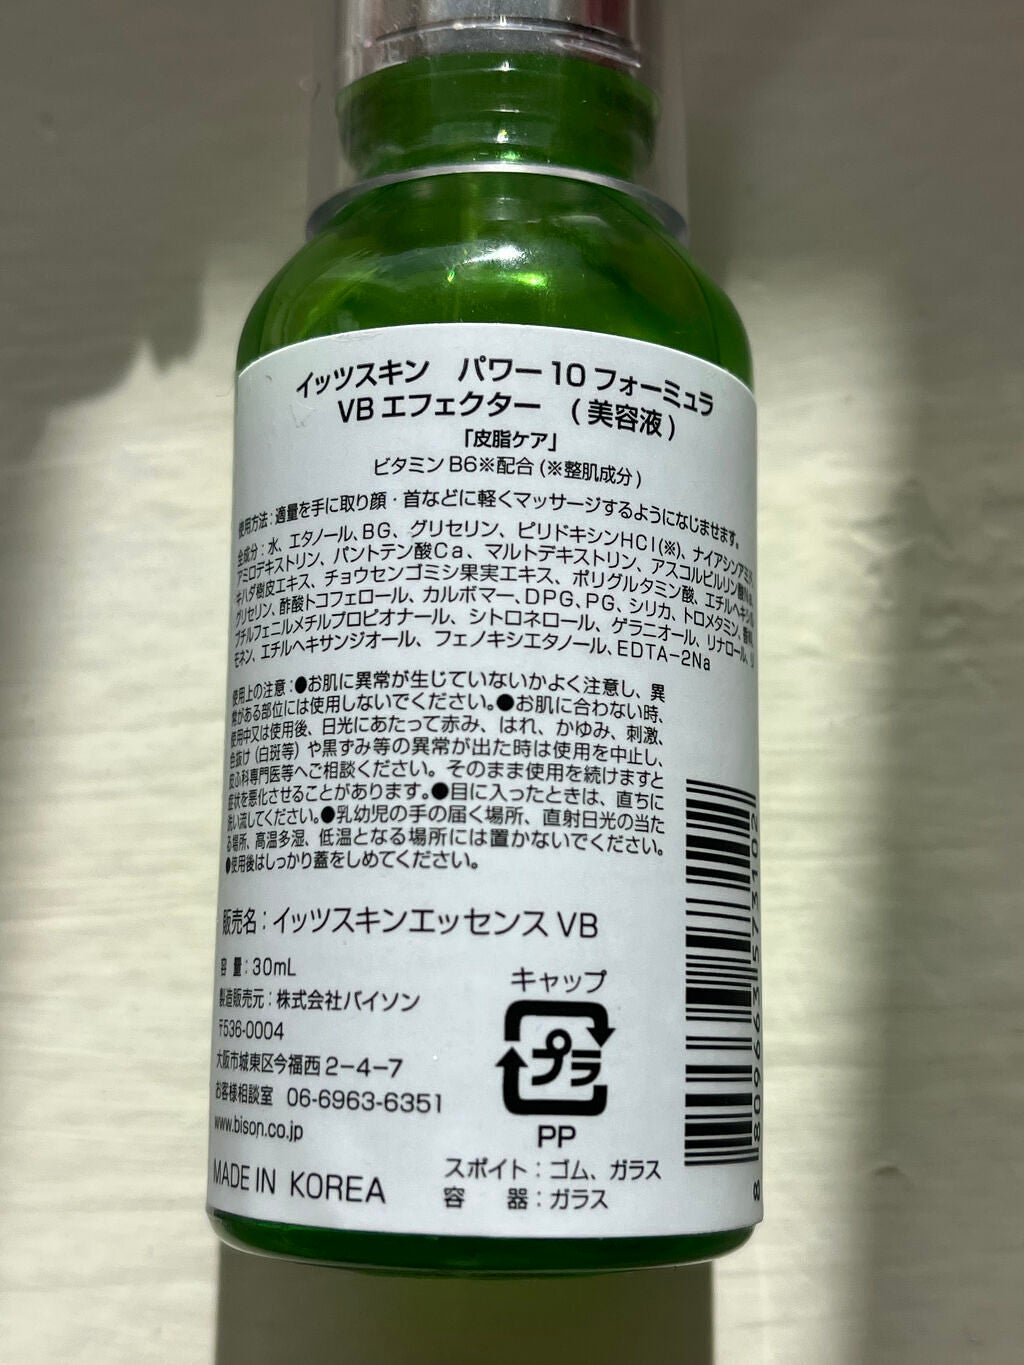 イッツスキン パワー10フォーミュラ
VBエフェクター (美容液)
「皮脂ケア」
ビタミンB6※配合(※整肌成分)
使用方法:適量を手に取り顔・首などに軽くマッサージするようになじませます。
全成分:水、エタノール、BG、グリセリン、ピリドキシンHCl(※)、ナイアシンアミド、
アミロデキストリン、パントテン酸Ca、マルトデキストリン、アスコルビルリン酸Na、
キハダ樹皮エキス、チョウセンゴミシ果実エキス、ポリグルタミン酸、エチルヘキシル
グリセリン、酢酸トコフェロール、カルボマー、DPG、PG、シリカ、トロメタミン、香料、
ブチルフェニルメチルプロピオナール、シトロネロール、ゲラニオール、リナロール、リ
モネン、エチルヘキサンジオール、フェノキシエタノール、EDTA-2Na
使用上の注意:●お肌に異常が生じていないかよく注意し、異
常がある部位には使用しないでください。●お肌に合わない時、
使用中又は使用後、日光にあたって赤み、はれ、かゆみ、刺激、
色抜け(白斑等)や黒ずみ等の異常が出た時は使用を中止し、
皮ふ科専門医等へご相談ください。そのまま使用を続けますと
症状を悪化させることがあります。●目に入ったときは、直ちに
洗い流してください。●乳幼児の手の届く場所、直射日光の当た
る場所、高温多湿、低温となる場所には置かないでください。
●使用後はしっかり蓋をしめてください。
販売名:イッツスキンエッセンスVB
容 量:30mL
製造販売元:株式会社バイソン
〒536-0004
大阪市城東区今福西2-4-7
お客様相談室 06-6963-6351
www.bison.co.jp
MADE IN KOREA
キャップ
プラ
PP
スポイト:ゴム、ガラス
容 器:ガラス
8 809663 573102